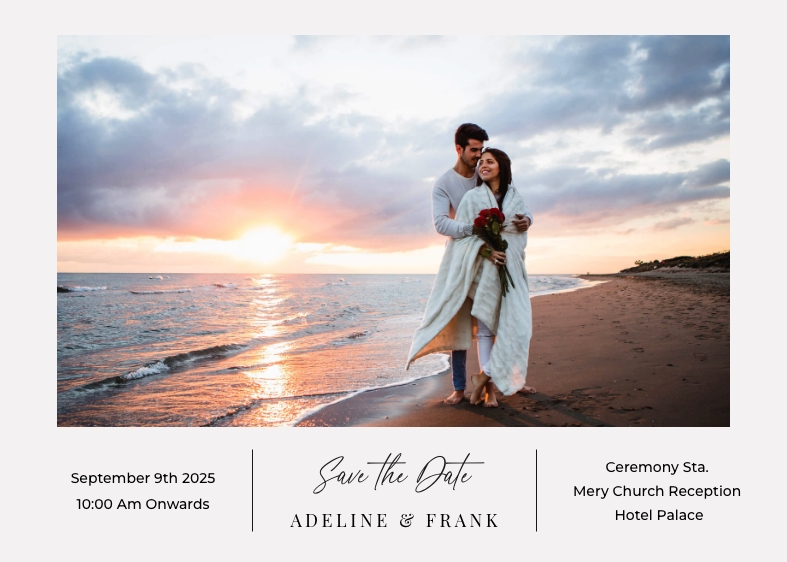 September 9th 2025
10:00 Am Onwards
Save the Date
ADELINE & FRANK
Ceremony Sta.
Mery Church Reception
Hotel Palace